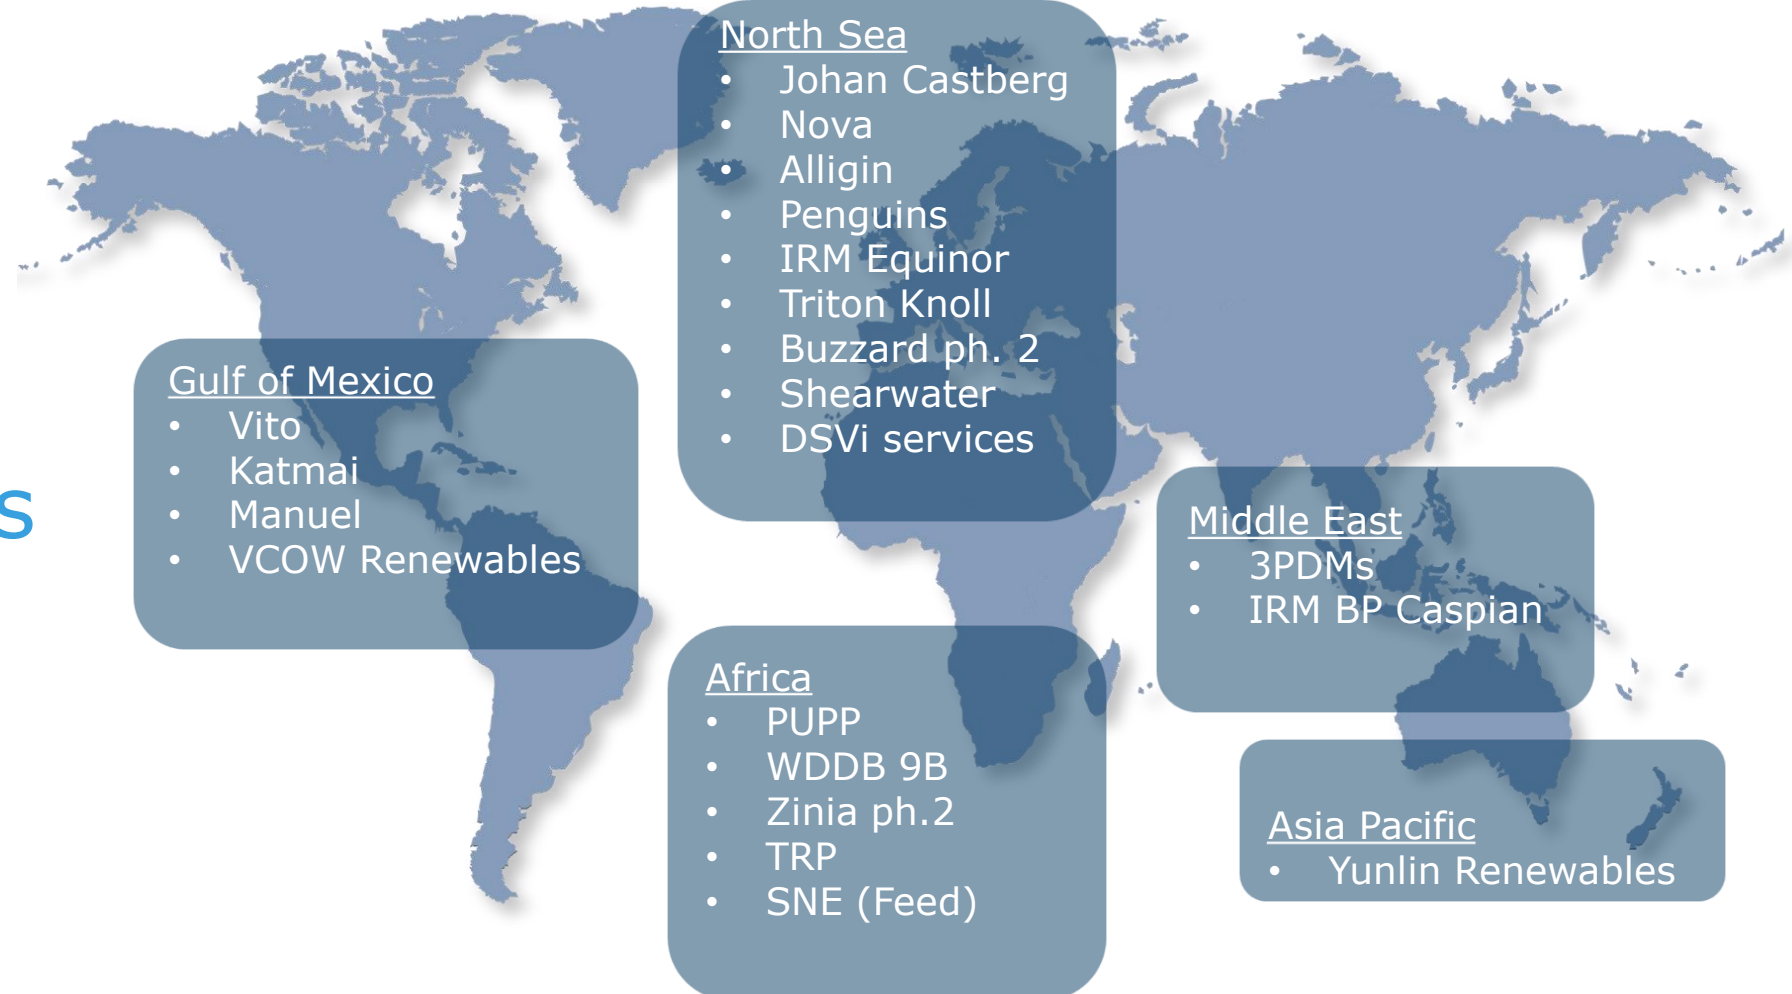 North Sea
• Johan Castberg
• Nova
• Alligin
• Penguins
• IRM Equinor
• Triton Knoll
• Buzzard ph. 2
• Shearwater
• DSVi services
Gulf of Mexico
• Vito
• Katmai
• Manuel
• VCOW Renewables
s
Middle East
• 3PDMs
• IRM BP Caspian
Africa
• PUPP
• WDDB 9B
• Zinia ph.2
• TRP
• SNE (Feed)
Asia Pacific
• Yunlin Renewables